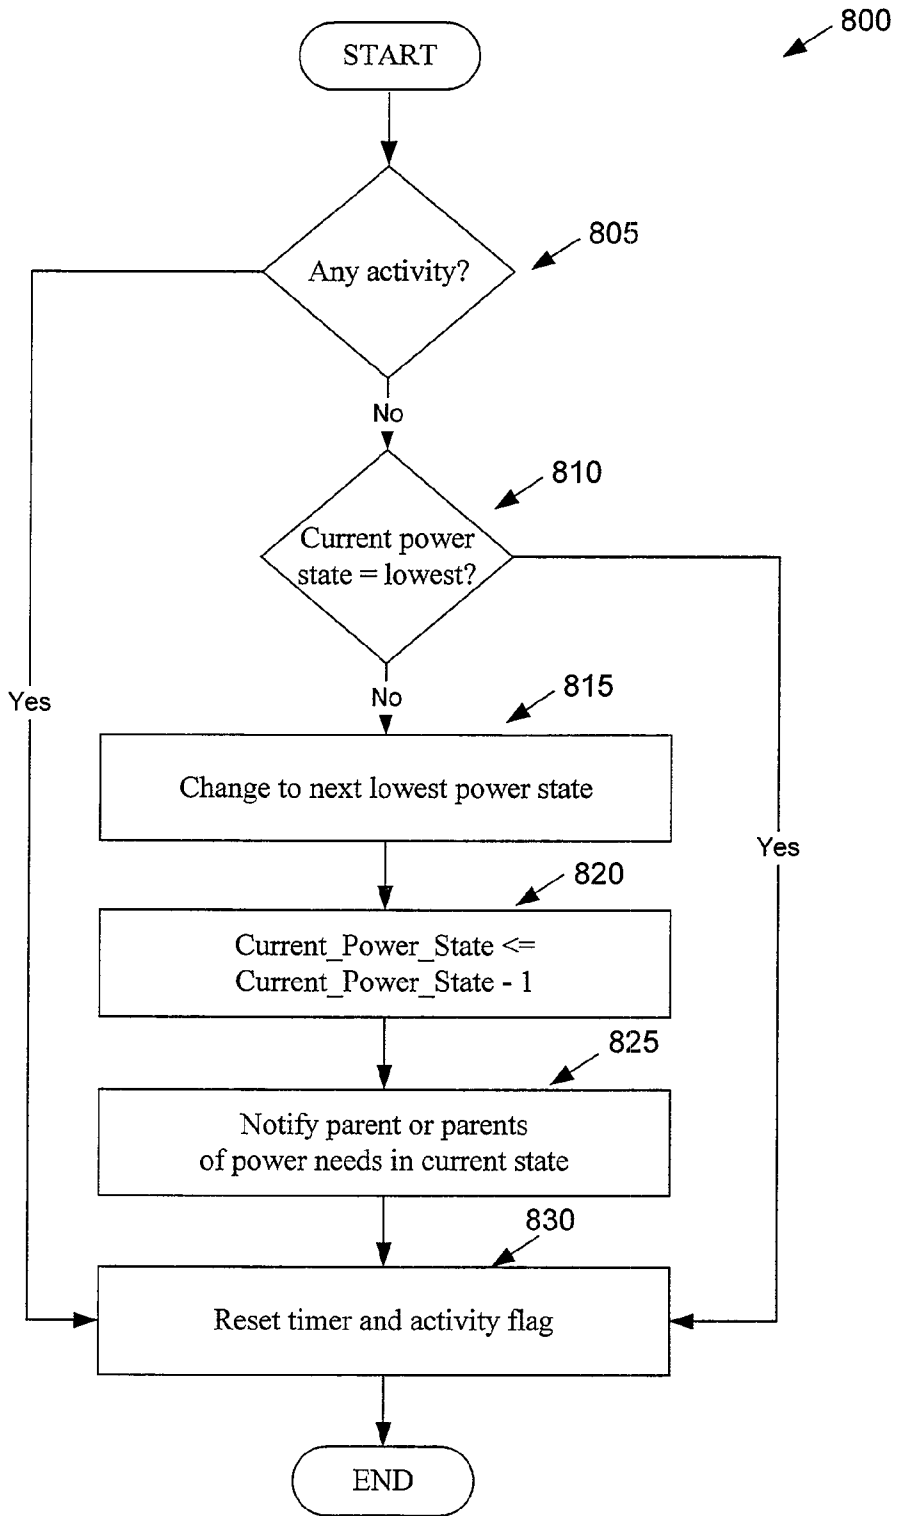 800
START
805
Any activity?
No
810
Current power
state = lowest?
No
Yes
815
Change to next lowest power state
Yes
820
Current_Power_State <=
Current_Power_State - 1
825
Notify parent or parents
of power needs in current state
830
Reset timer and activity flag
END